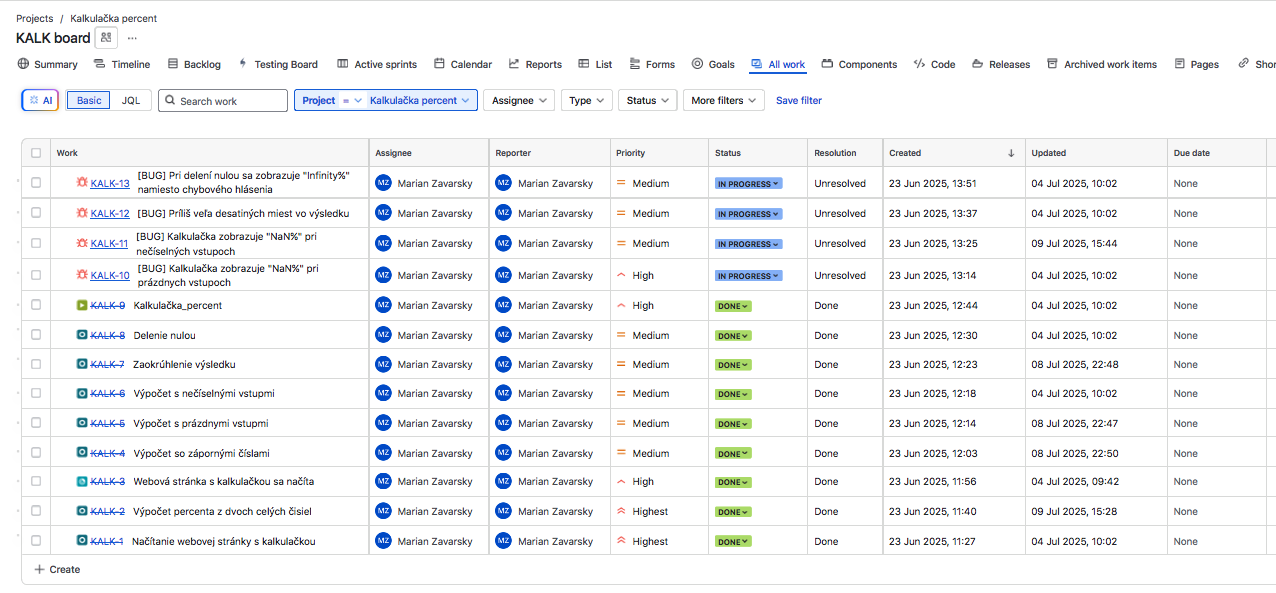 Projects / Kalkulačka percent
KALK board
Summary Timeline Backlog Testing Board Active sprints Calendar Reports List Forms Goals All work Components Code Releases Archived work items Pages Shor
AI Basic JQL Search work Project = Kalkulačka percent Assignee Type Status More filters Save filter
Work Assignee Reporter Priority Status Resolution Created Updated Due date
KALK-13 [BUG] Pri delení nulou sa zobrazuje "Infinity%" namiesto chybového hlásenia MZ Marian Zavarsky MZ Marian Zavarsky Medium IN PROGRESS Unresolved 23 Jun 2025, 13:51 04 Jul 2025, 10:02 None
KALK-12 [BUG] Príliš veľa desatiných miest vo výsledku MZ Marian Zavarsky MZ Marian Zavarsky Medium IN PROGRESS Unresolved 23 Jun 2025, 13:37 04 Jul 2025, 10:02 None
KALK-11 [BUG] Kalkulačka zobrazuje "NaN%" pri nečíselných vstupoch MZ Marian Zavarsky MZ Marian Zavarsky Medium IN PROGRESS Unresolved 23 Jun 2025, 13:25 09 Jul 2025, 15:44 None
KALK-10 [BUG] Kalkulačka zobrazuje "NaN%" pri prázdnych vstupoch MZ Marian Zavarsky MZ Marian Zavarsky High IN PROGRESS Unresolved 23 Jun 2025, 13:14 04 Jul 2025, 10:02 None
KALK-9 Kalkulačka_percent MZ Marian Zavarsky MZ Marian Zavarsky High DONE Done 23 Jun 2025, 12:44 04 Jul 2025, 10:02 None
KALK-8 Delenie nulou MZ Marian Zavarsky MZ Marian Zavarsky Medium DONE Done 23 Jun 2025, 12:30 04 Jul 2025, 10:02 None
KALK-7 Zaokrúhlenie výsledku MZ Marian Zavarsky MZ Marian Zavarsky Medium DONE Done 23 Jun 2025, 12:23 08 Jul 2025, 22:48 None
KALK-6 Výpočet s nečíselnými vstupmi MZ Marian Zavarsky MZ Marian Zavarsky Medium DONE Done 23 Jun 2025, 12:18 04 Jul 2025, 10:02 None
KALK-5 Výpočet s prázdnymi vstupmi MZ Marian Zavarsky MZ Marian Zavarsky Medium DONE Done 23 Jun 2025, 12:14 08 Jul 2025, 22:47 None
KALK-4 Výpočet so zápornými číslami MZ Marian Zavarsky MZ Marian Zavarsky Medium DONE Done 23 Jun 2025, 12:03 08 Jul 2025, 22:50 None
KALK-3 Webová stránka s kalkulačkou sa načíta MZ Marian Zavarsky MZ Marian Zavarsky High DONE Done 23 Jun 2025, 11:56 04 Jul 2025, 09:42 None
KALK-2 Výpočet percenta z dvoch celých čisiel MZ Marian Zavarsky MZ Marian Zavarsky Highest DONE Done 23 Jun 2025, 11:40 09 Jul 2025, 15:28 None
KALK-1 Načítanie webovej stránky s kalkulačkou MZ Marian Zavarsky MZ Marian Zavarsky Highest DONE Done 23 Jun 2025, 11:27 04 Jul 2025, 10:02 None
+ Create